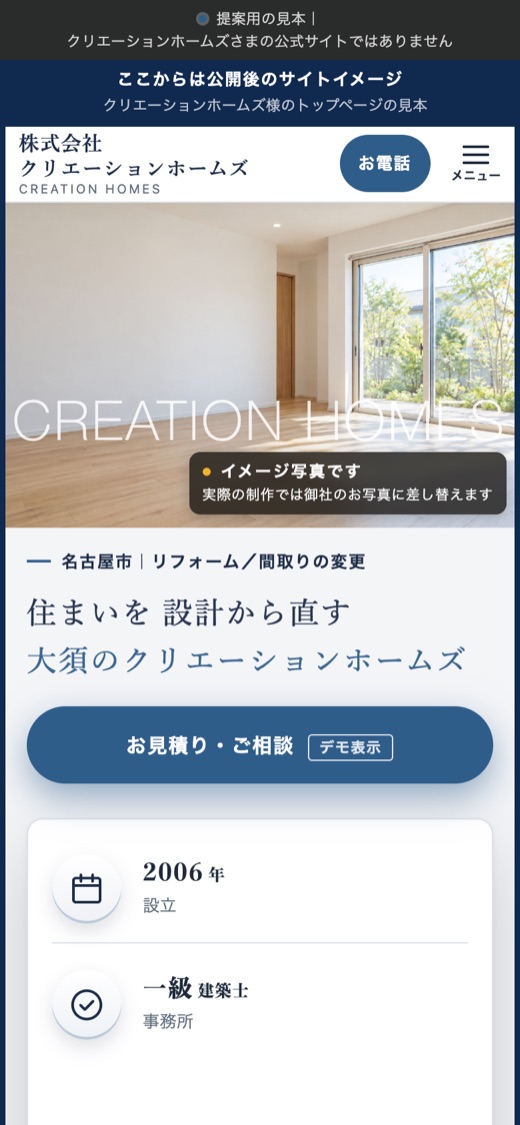 提案用の見本｜
クリエーションホームズさまの公式サイトではありません
ここからは公開後のサイトイメージ
クリエーションホームズ様のトップページの見本
株式会社
クリエーションホームズ
CREATION HOMES
お電話
メニュー
CREATION HOMES
イメージ写真です
実際の制作では御社のお写真に差し替えます
名古屋市｜リフォーム／間取りの変更
住まいを 設計から直す
大須のクリエーションホームズ
お見積り・ご相談 デモ表示
2006 年
設立
一級 建築士
事務所